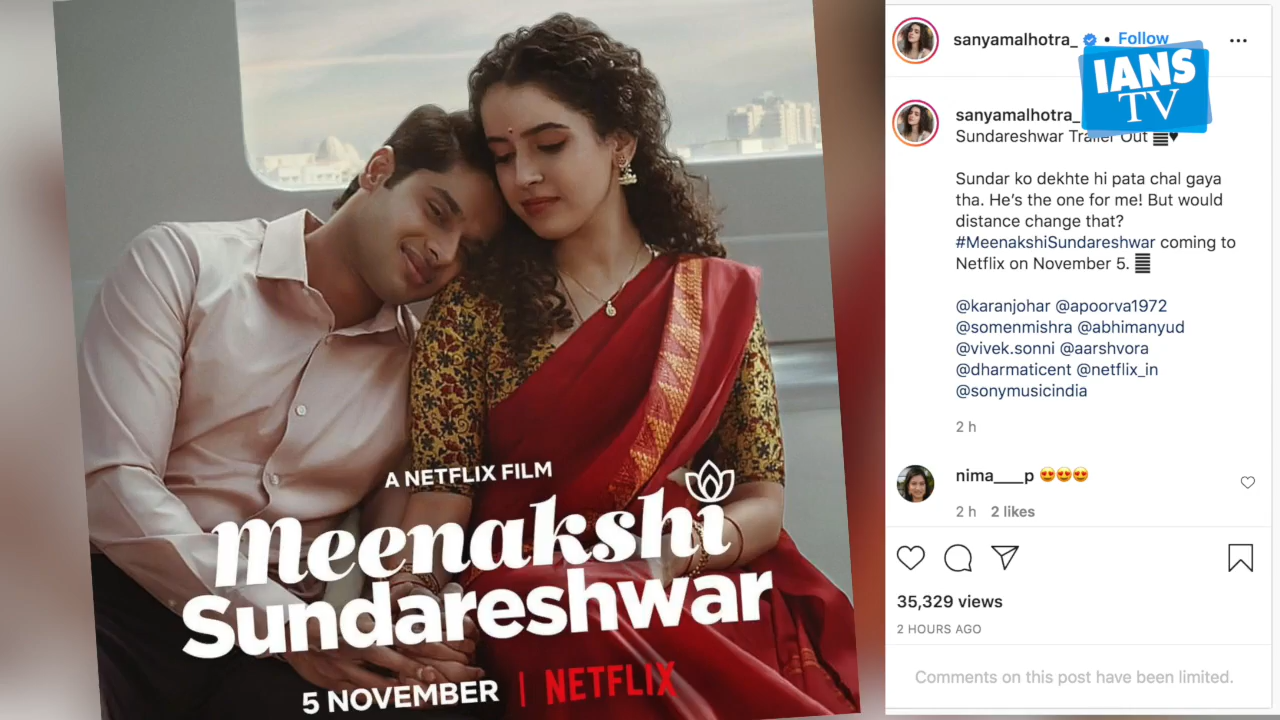 A NETFLIX FILM
Meenakshi
Sundareshwar
5 NOVEMBER | NETFLIX
sanyamalhotra_ • Follow
IANS
TV
sanyamalhotra_
Sundareshwar Trailer Out
Sundar ko dekhte hi pata chal gaya
tha. He’s the one for me! But would
distance change that?
#MeenakshiSundareshwar coming to
Netflix on November 5.
@karanjohar @apoorva1972
@somenmishra @abhimanyud
@vivek.sonni @aarshvora
@dharmaticent @netflix_in
@sonymusicindia
2 h
nima___p 😍😍😍
2 h 2 likes
35,329 views
2 HOURS AGO
Comments on this post have been limited.